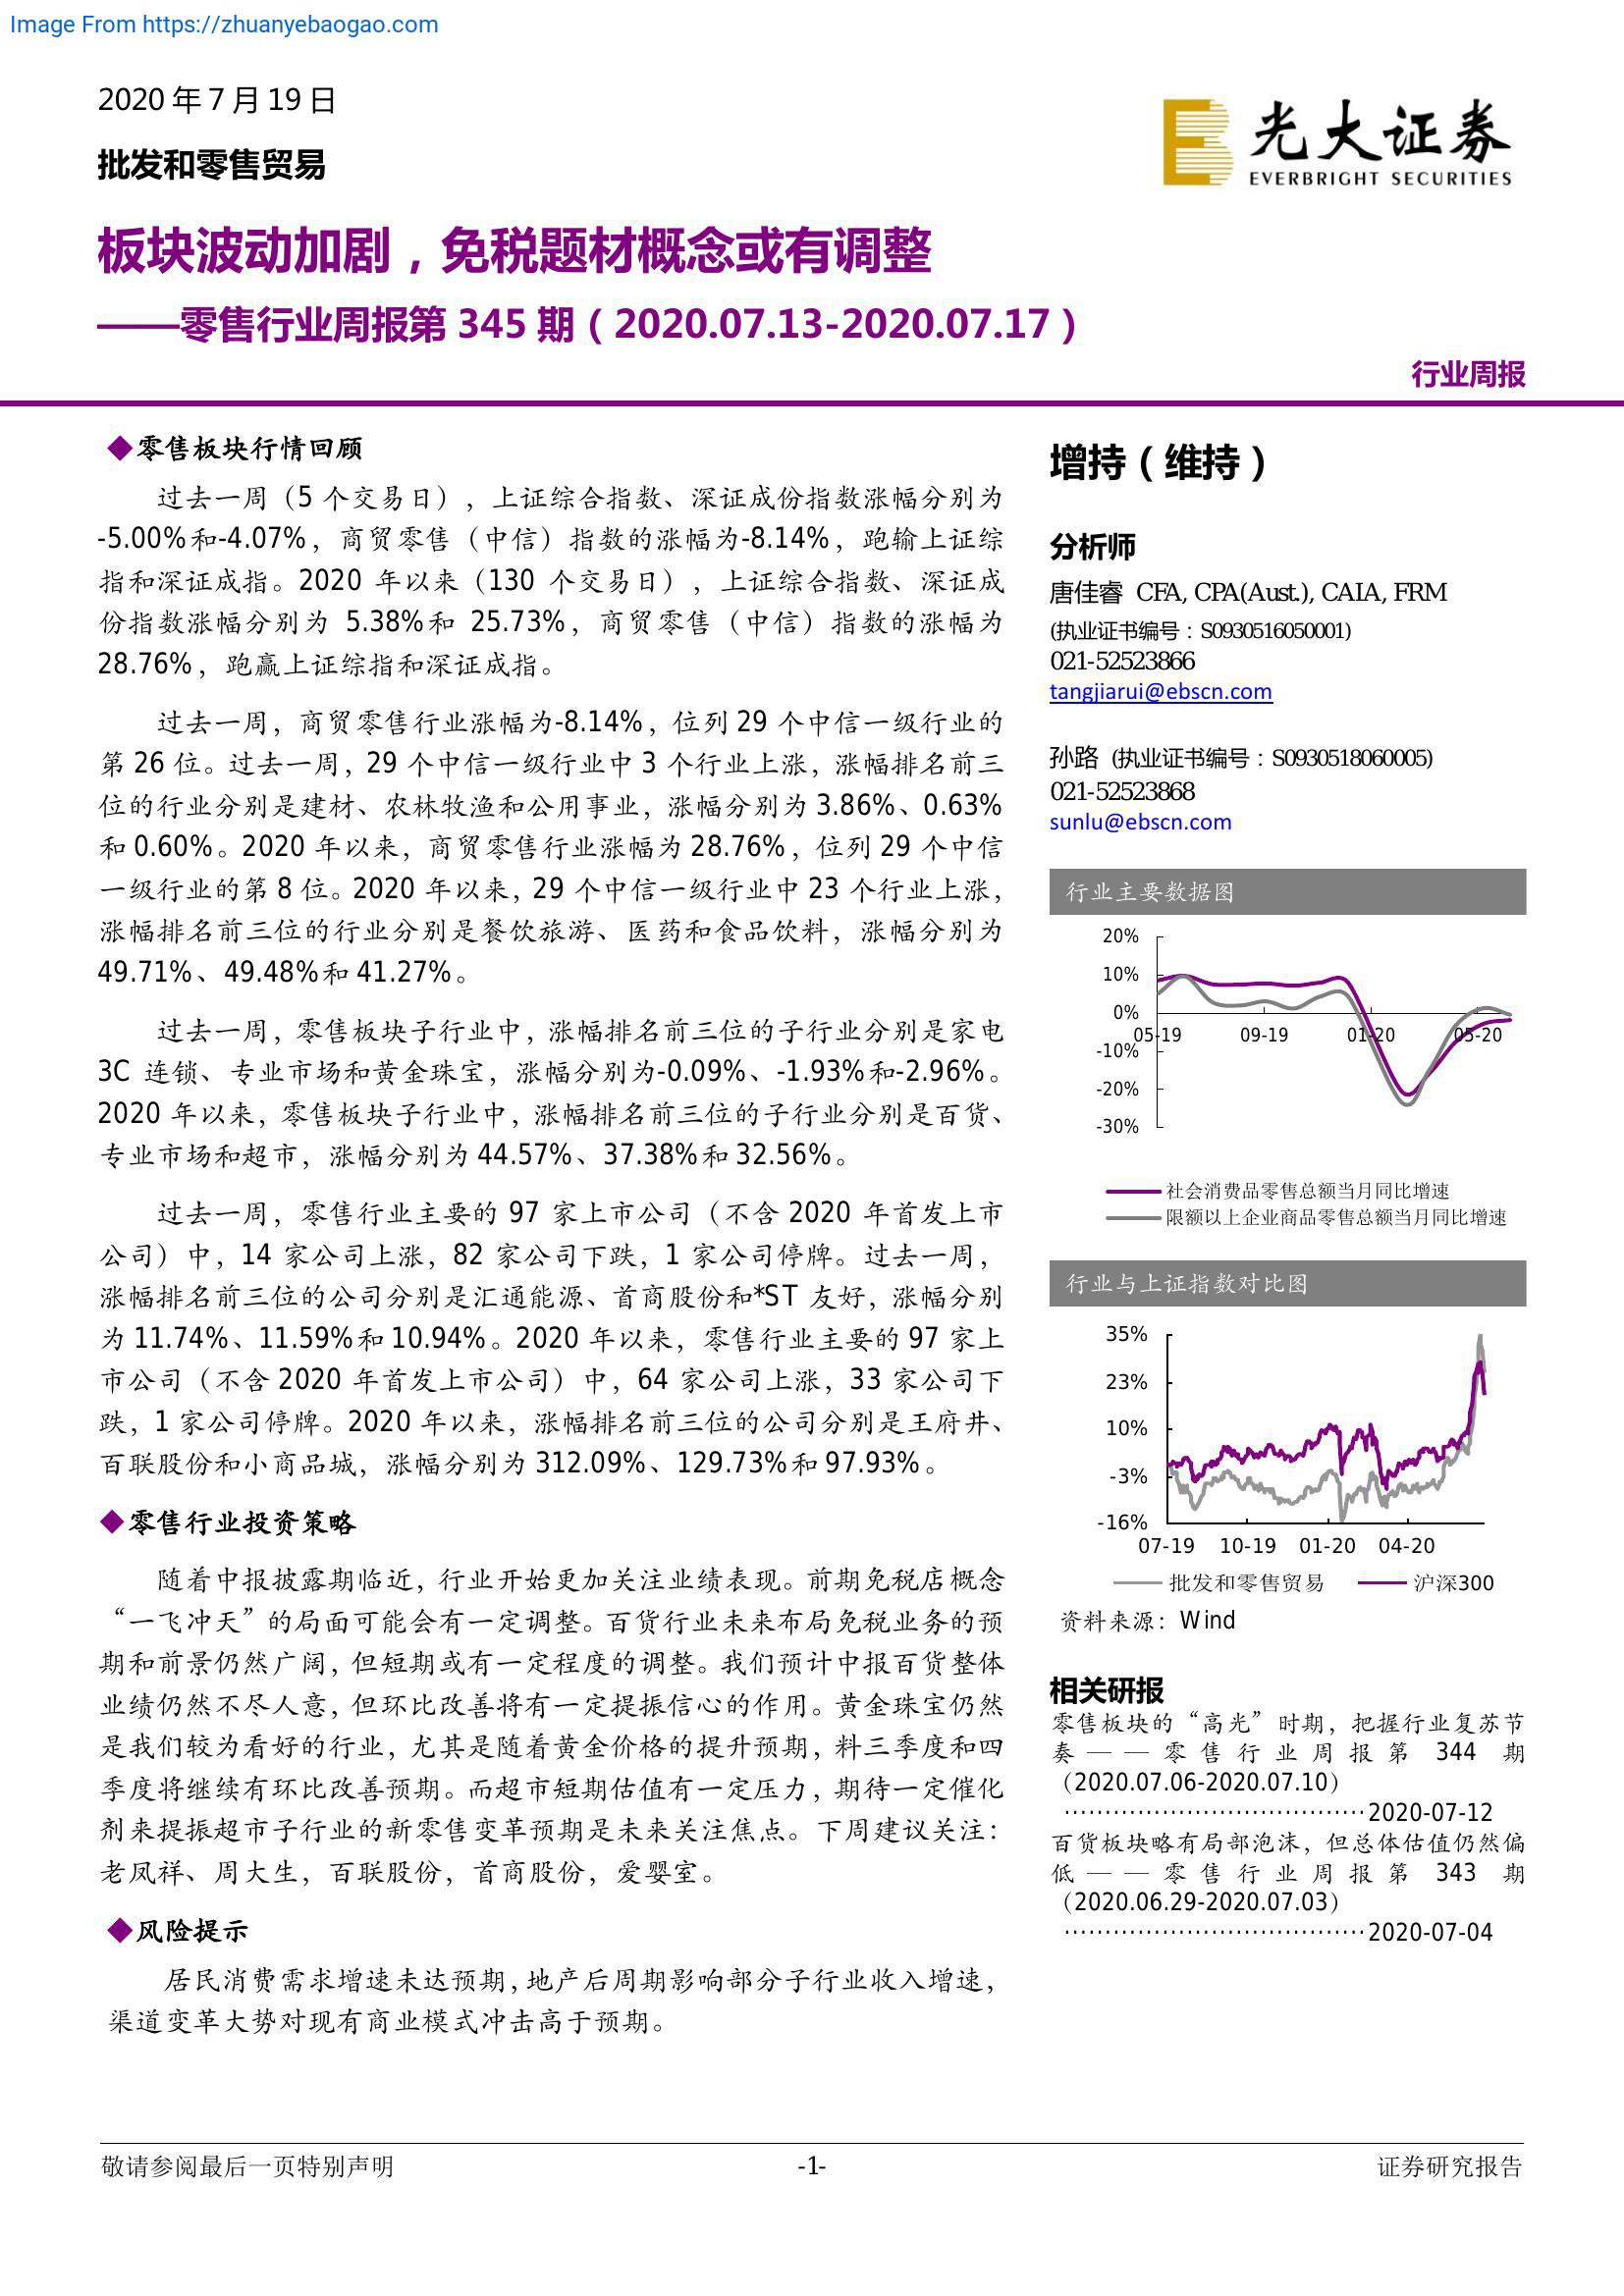 Image From https://zhuanyebaogao.com
2020 年 7 月 19 日
批发和零售贸易
光大证券
EVERBRIGHT SECURITIES
板块波动加剧，免税题材概念或有调整
——零售行业周报第 345 期（2020.07.13-2020.07.17）
行业周报
◆零售板块行情回顾
过去一周（5 个交易日），上证综合指数、深证成份指数涨幅分别为
-5.00%和-4.07%，商贸零售（中信）指数的涨幅为-8.14%，跑输上证综
指和深证成指。2020 年以来（130 个交易日），上证综合指数、深证成
份指数涨幅分别为 5.38%和 25.73%，商贸零售（中信）指数的涨幅为
28.76%，跑赢上证综指和深证成指。
过去一周，商贸零售行业涨幅为-8.14%，位列 29 个中信一级行业的
第 26 位。过去一周，29 个中信一级行业中 3 个行业上涨，涨幅排名前三
位的行业分别是建材、农林牧渔和公用事业，涨幅分别为 3.86%、0.63%
和 0.60%。2020 年以来，商贸零售行业涨幅为 28.76%，位列 29 个中信
一级行业的第 8 位。2020 年以来，29 个中信一级行业中 23 个行业上涨，
涨幅排名前三位的行业分别是餐饮旅游、医药和食品饮料，涨幅分别为
49.71%、49.48%和 41.27%。
过去一周，零售板块子行业中，涨幅排名前三位的子行业分别是家电
3C 连锁、专业市场和黄金珠宝，涨幅分别为-0.09%、-1.93%和-2.96%。
2020 年以来，零售板块子行业中，涨幅排名前三位的子行业分别是百货、
专业市场和超市，涨幅分别为 44.57%、37.38%和 32.56%。
过去一周，零售行业主要的 97 家上市公司（不含 2020 年首发上市
公司）中，14 家公司上涨，82 家公司下跌，1 家公司停牌。过去一周，
涨幅排名前三位的公司分别是汇通能源、首商股份和*ST 友好，涨幅分别
为 11.74%、11.59%和 10.94%。2020 年以来，零售行业主要的 97 家上
市公司（不含 2020 年首发上市公司）中，64 家公司上涨，33 家公司下
跌，1 家公司停牌。2020 年以来，涨幅排名前三位的公司分别是王府井、
百联股份和小商品城，涨幅分别为 312.09%、129.73%和 97.93%。
◆零售行业投资策略
随着中报披露期临近，行业开始更加关注业绩表现。前期免税店概念
“一飞冲天”的局面可能会有一定调整。百货行业未来布局免税业务的预
期和前景仍然广阔，但短期或有一定程度的调整。我们预计中报百货整体
业绩仍然不尽人意，但环比改善将有一定提振信心的作用。黄金珠宝仍然
是我们较为看好的行业，尤其是随着黄金价格的提升预期，料三季度和四
季度将继续有环比改善预期。而超市短期估值有一定压力，期待一定催化
剂来提振超市子行业的新零售变革预期是未来关注焦点。下周建议关注：
老凤祥、周大生，百联股份，首商股份，爱婴室。
◆风险提示
居民消费需求增速未达预期，地产后周期影响部分子行业收入增速，
渠道变革大势对现有商业模式冲击高于预期。
增持（维持）
分析师
唐佳睿 CFA, CPA(Aust.), CAIA, FRM
(执业证书编号：S0930516050001)
021-52523866
tangjiarui@ebscn.com
孙路 (执业证书编号：S0930518060005)
021-52523868
sunlu@ebscn.com
行业主要数据图
20%
10%
0%
-10%
-20%
-30%
05-19 09-19 01-20 05-20
社会消费品零售总额当月同比增速
限额以上企业商品零售总额当月同比增速
行业与上证指数对比图
35%
23%
10%
-3%
-16%
07-19 10-19 01-20 04-20
批发和零售贸易 沪深300
资料来源：Wind
相关研报
零售板块的“高光”时期，把握行业复苏节
奏——零售行业周报第 344 期
（2020.07.06-2020.07.10）
·····································2020-07-12
百货板块略有局部泡沫，但总体估值仍然偏
低——零售行业周报第 343 期
（2020.06.29-2020.07.03）
·····································2020-07-04
敬请参阅最后一页特别声明 -1- 证券研究报告